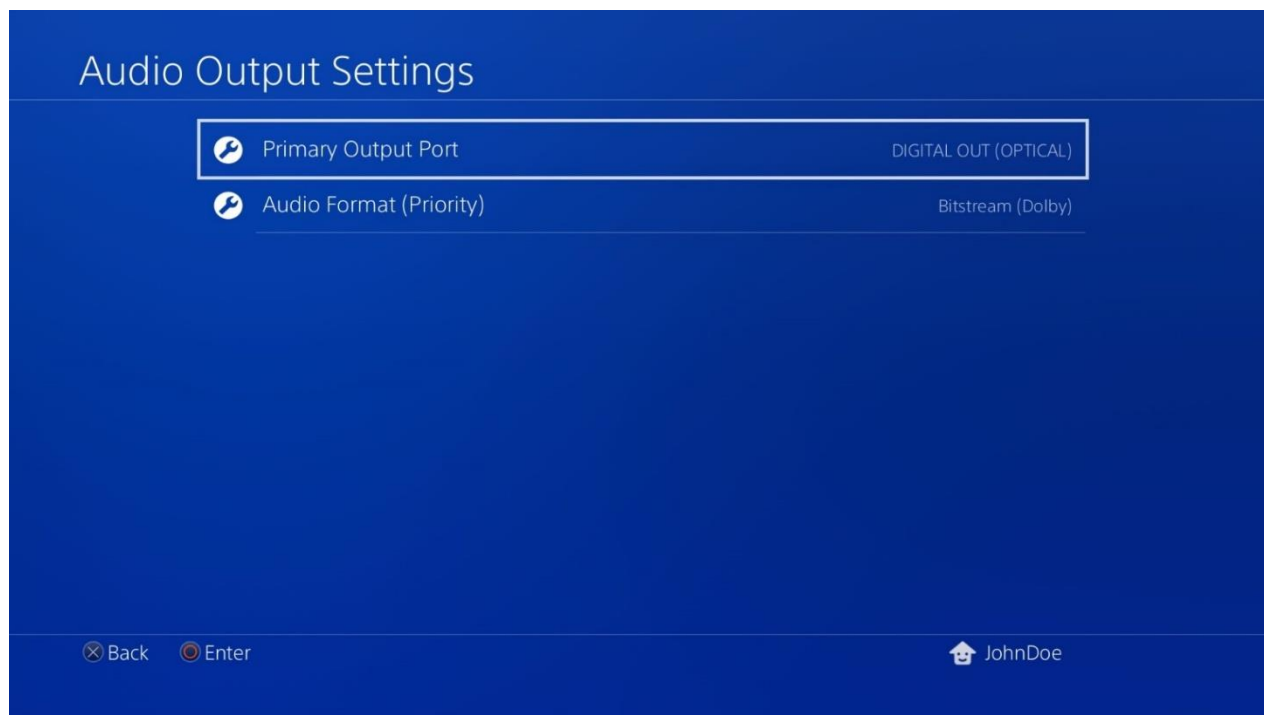 Audio Output Settings
Primary Output Port DIGITAL OUT (OPTICAL)
Audio Format (Priority) Bitstream (Dolby)
Back Enter JohnDoe